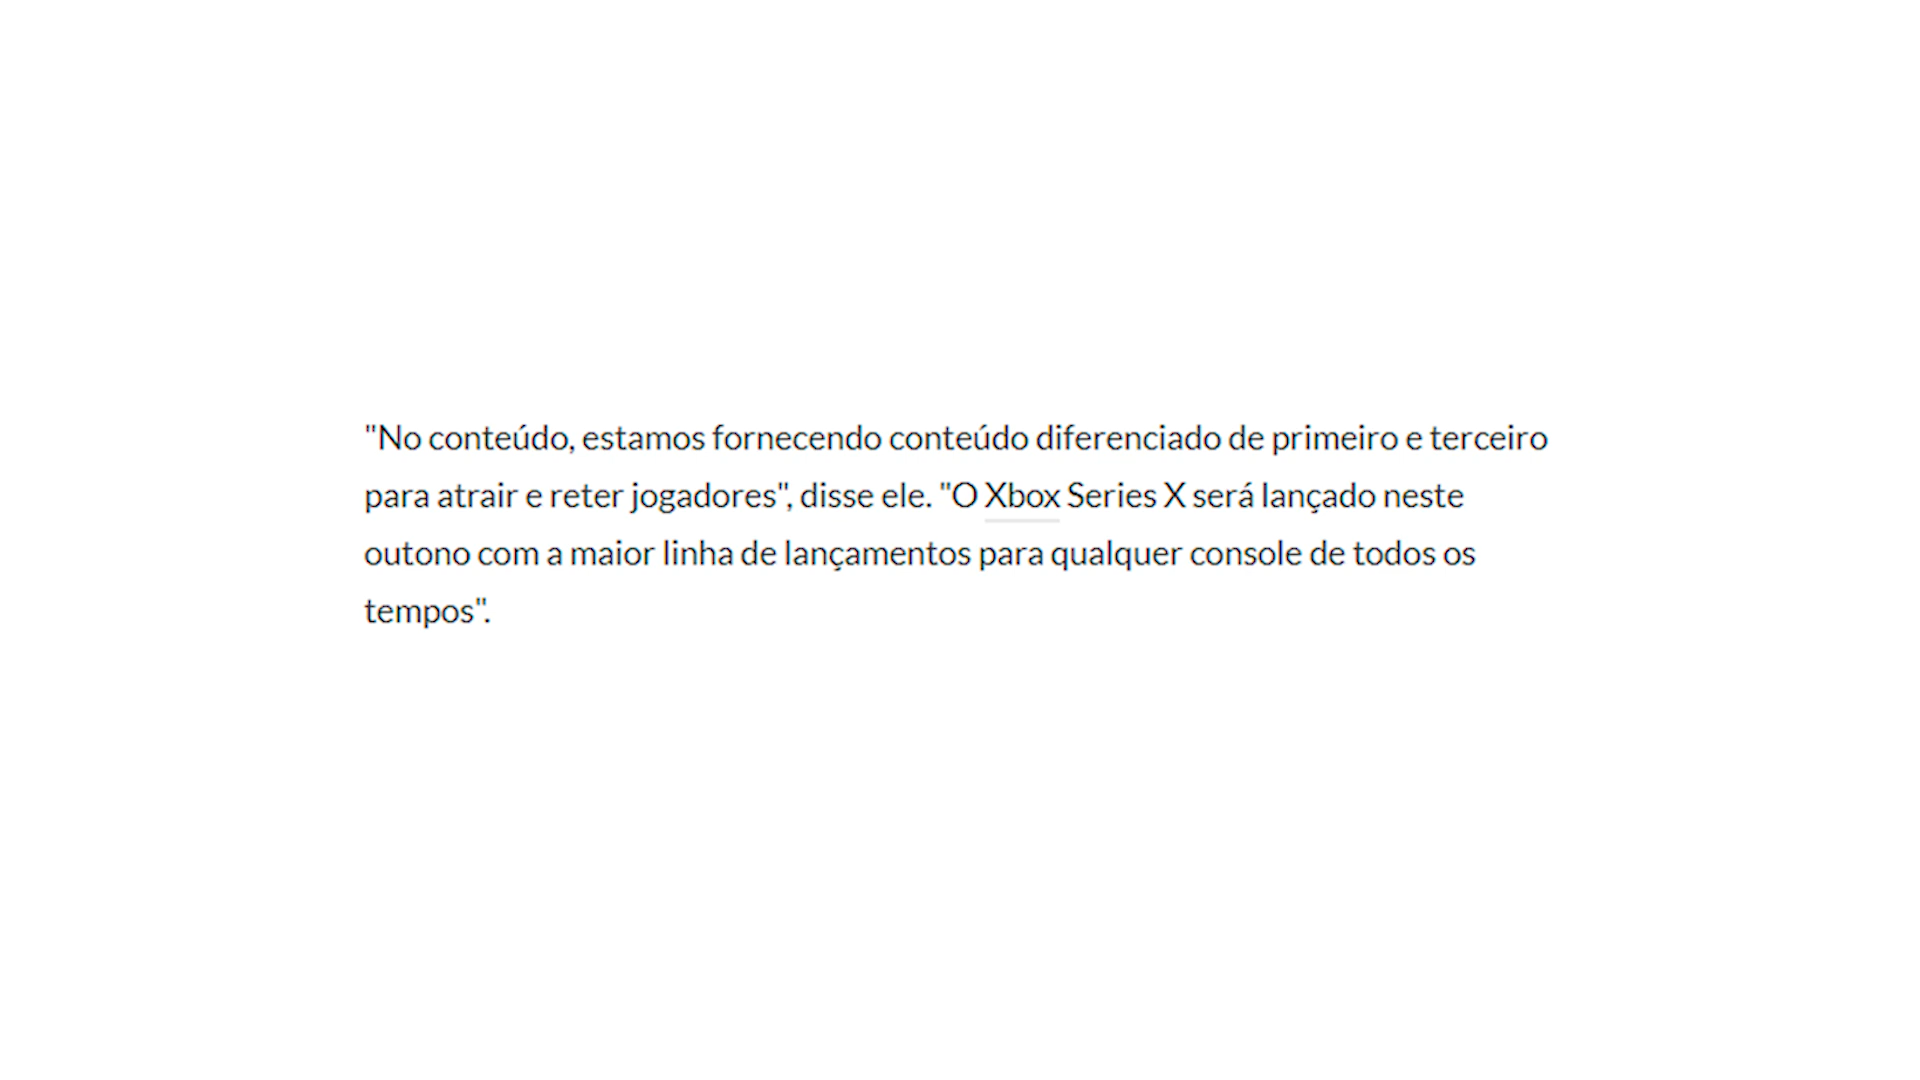 "No conteúdo, estamos fornecendo conteúdo diferenciado de primeiro e terceiro
para atrair e reter jogadores", disse ele. "O Xbox Series X será lançado neste
outono com a maior linha de lançamentos para qualquer console de todos os
tempos".